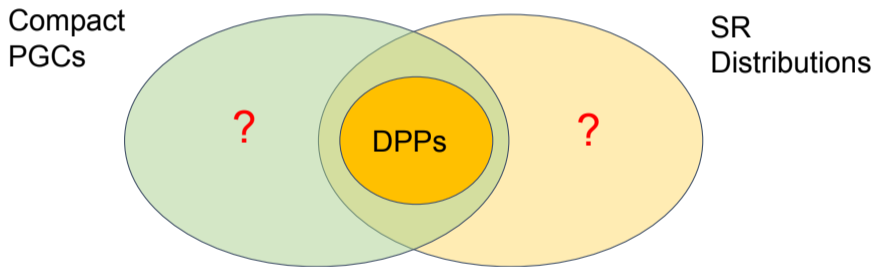 Compact
PGCs
SR
Distributions
?
DPPs
?